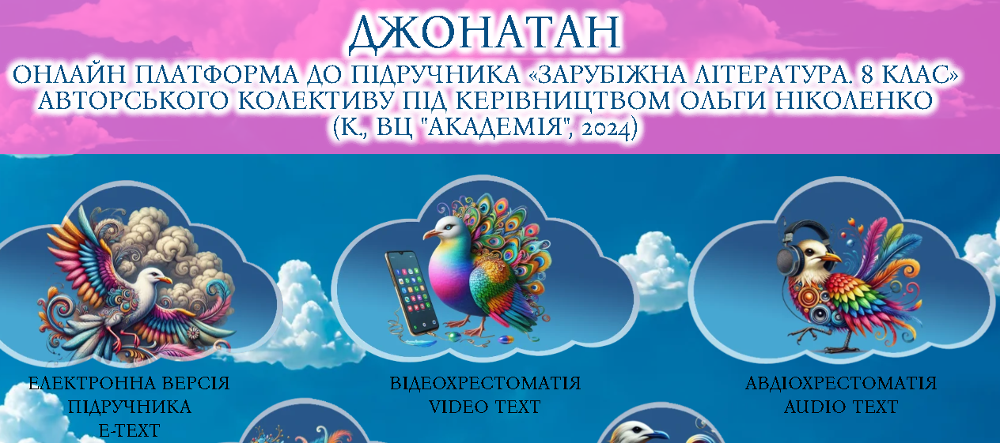 ДЖОНАТАН
ОНЛАЙН ПЛАТФОРМА ДО ПІДРУЧНИКА «ЗАРУБІЖНА ЛІТЕРАТУРА. 8 КЛАС»
АВТОРСЬКОГО КОЛЕКТИВУ ПІД КЕРІВНИЦТВОМ ОЛЬГИ НІКОЛЕНКО
(К., ВЦ "АКАДЕМІЯ", 2024)
ЕЛЕКТРОННА ВЕРСІЯ
ПІДРУЧНИКА
E-TEXT
ВІДЕОХРЕСТОМАТІЯ
VIDEO TEXT
АВДІОХРЕСТОМАТІЯ
AUDIO TEXT